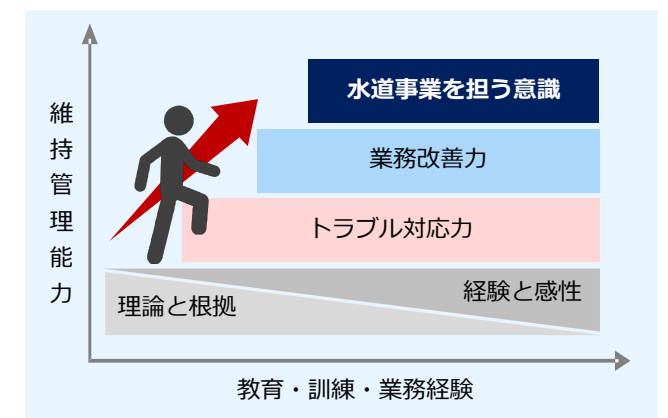 維持管理能力
水道事業を担う意識
業務改善力
トラブル対応力
経験と感性
理論と根拠
教育・訓練・業務経験